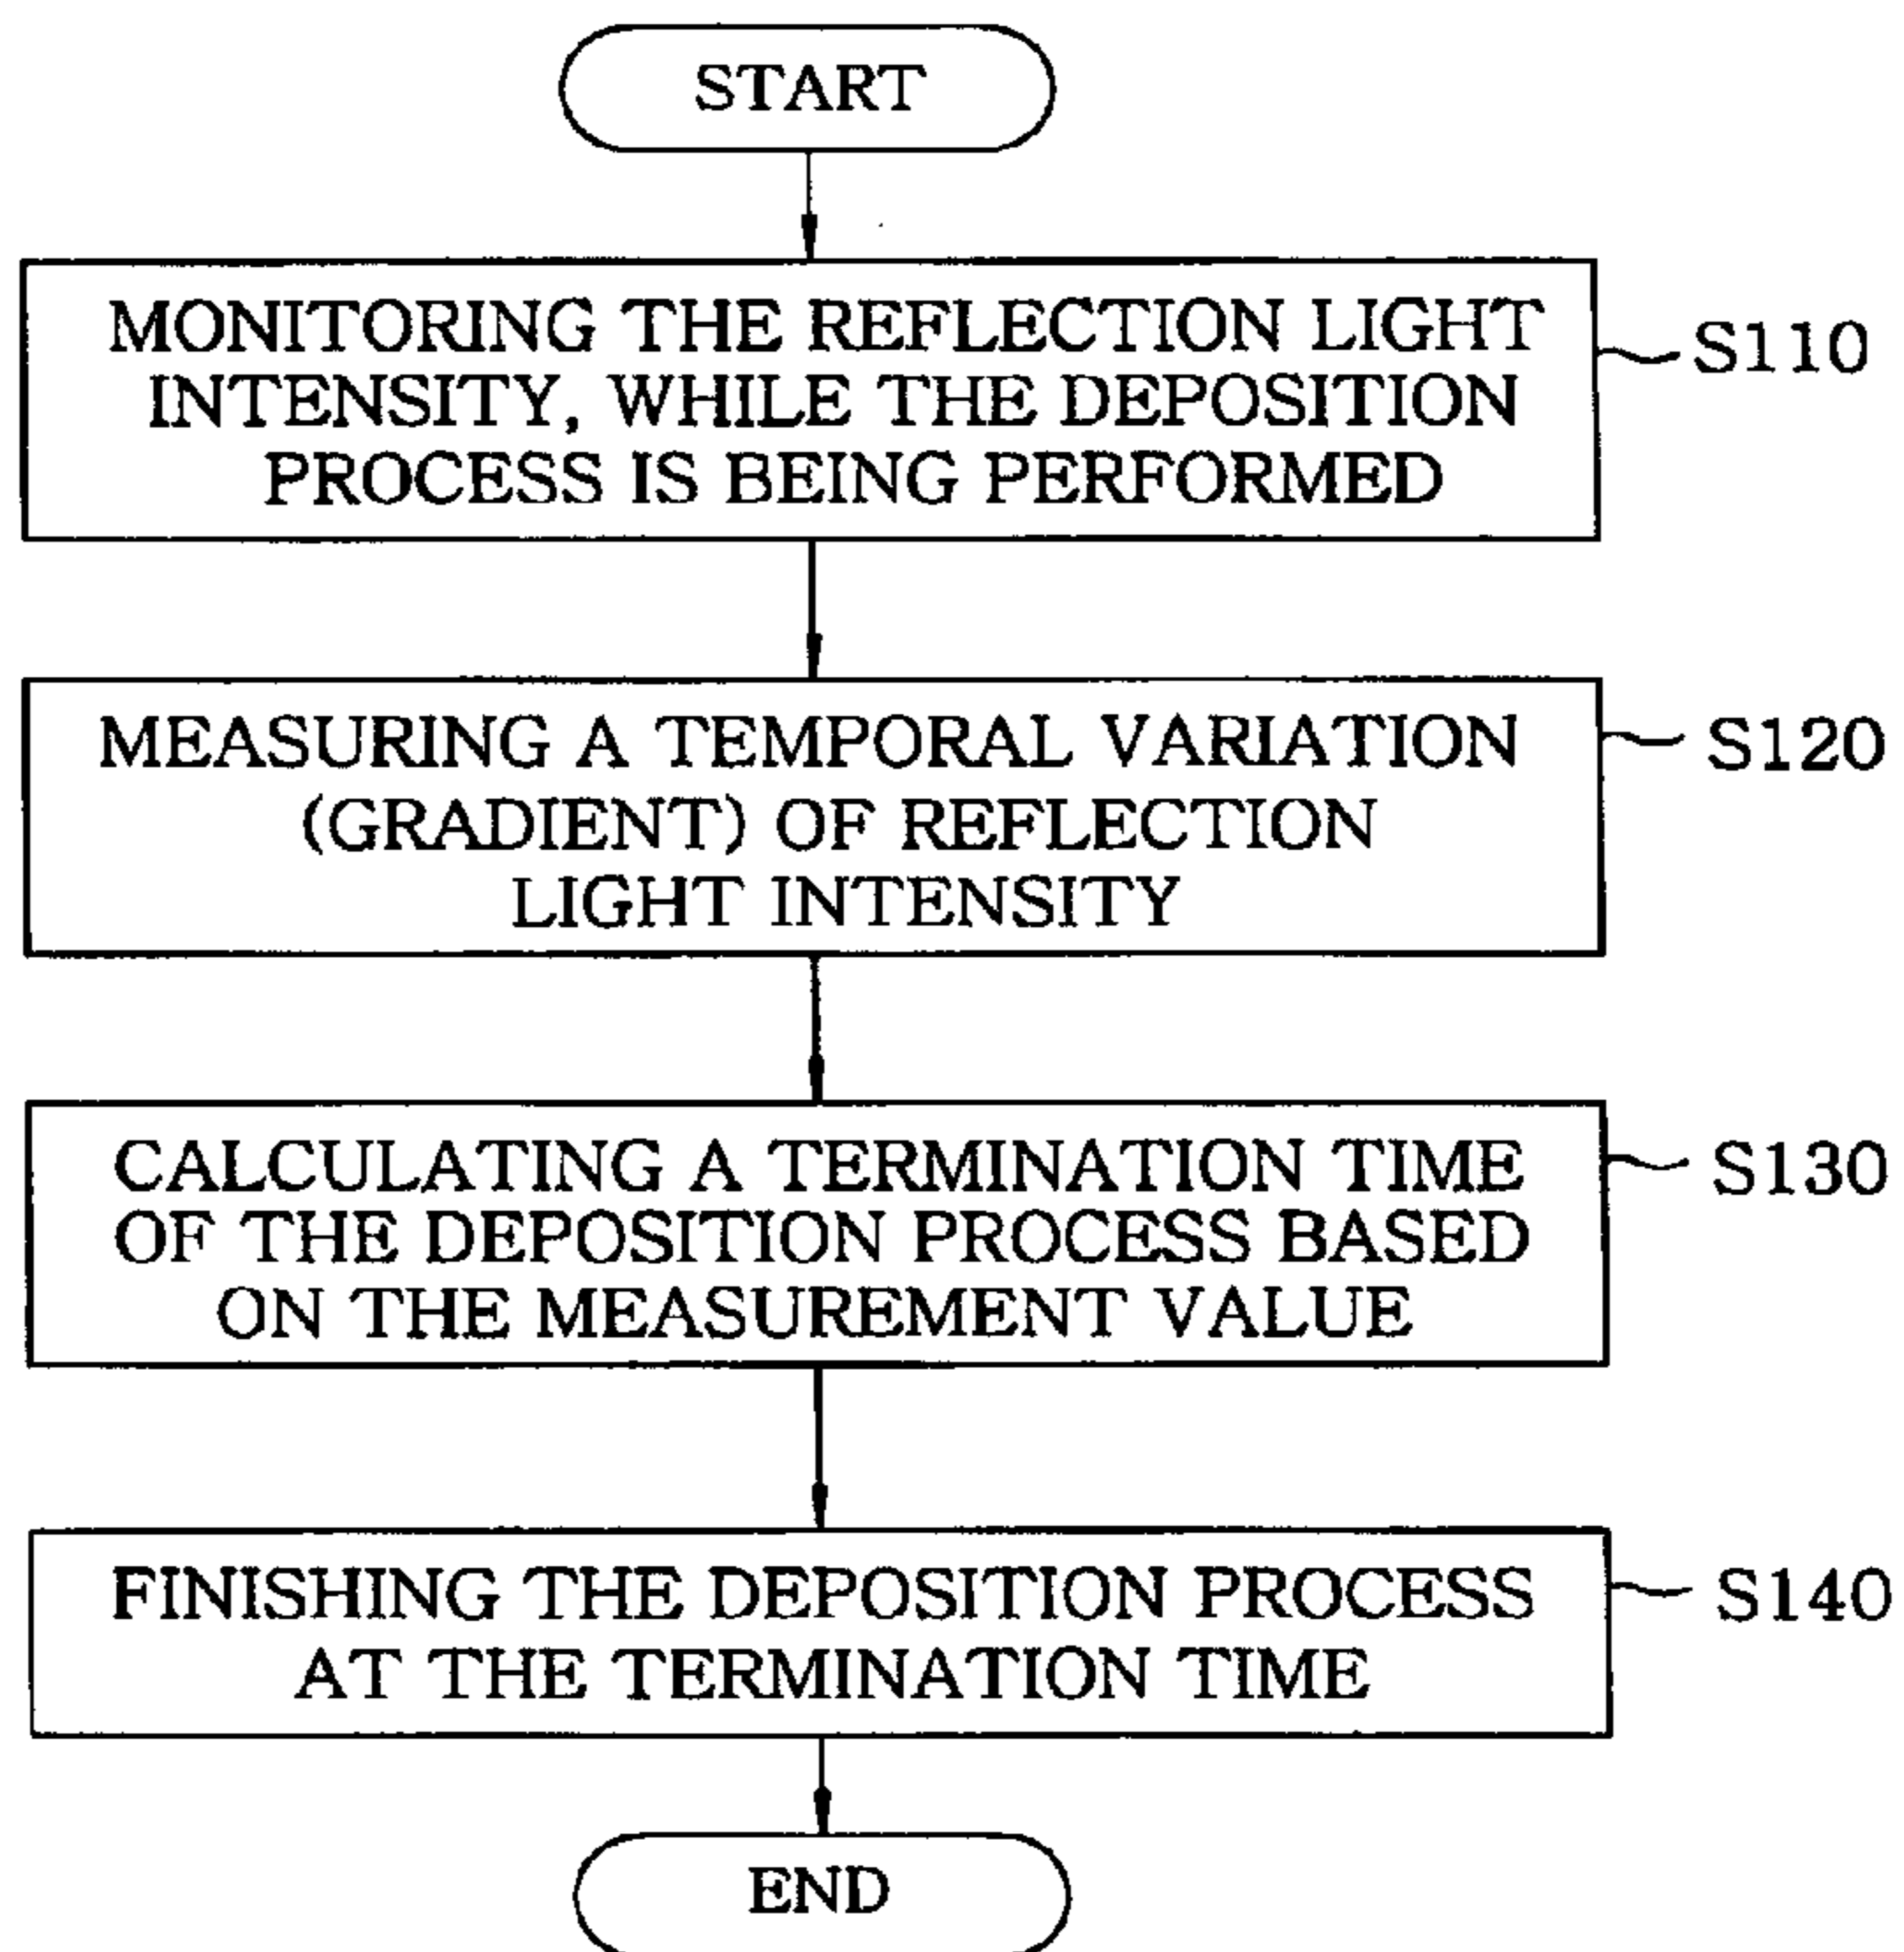 START
MONITORING THE REFLECTION LIGHT
INTENSITY, WHILE THE DEPOSITION
PROCESS IS BEING PERFORMED
S110
MEASURING A TEMPORAL VARIATION
(GRADIENT) OF REFLECTION
LIGHT INTENSITY
S120
CALCULATING A TERMINATION TIME
OF THE DEPOSITION PROCESS BASED
ON THE MEASUREMENT VALUE
S130
FINISHING THE DEPOSITION PROCESS
AT THE TERMINATION TIME
S140
END